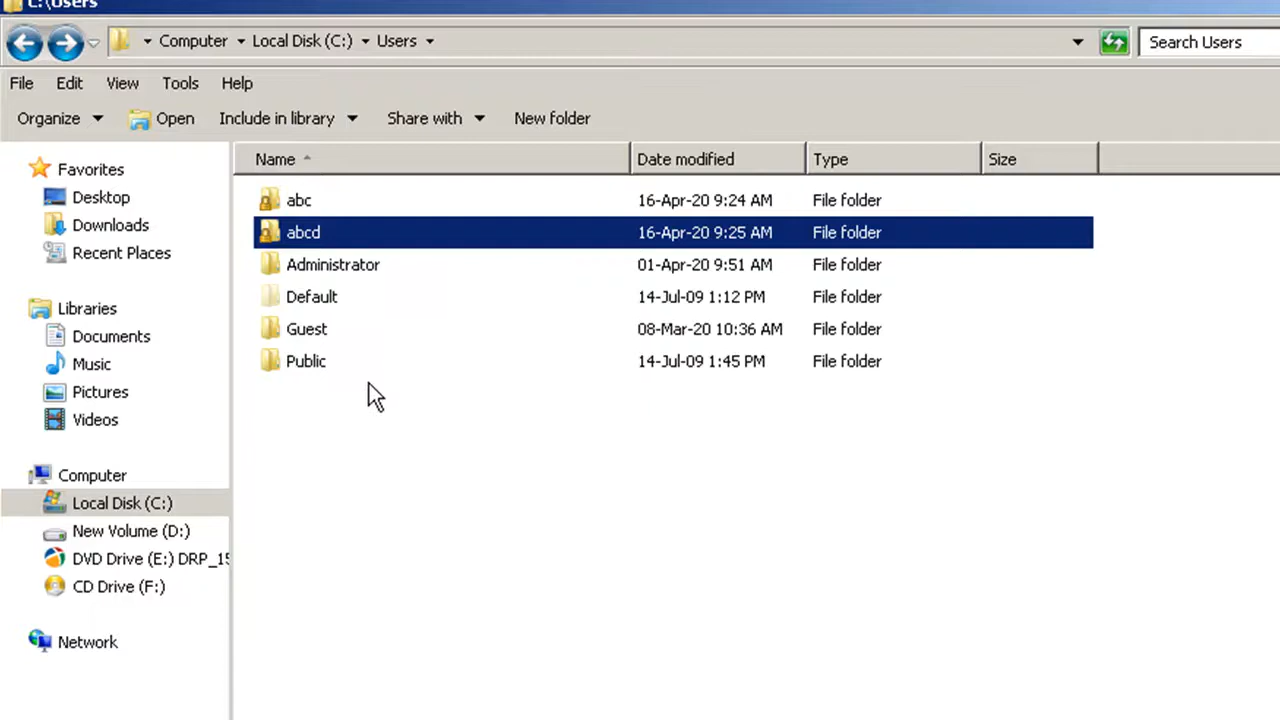 C:\Users
Computer Local Disk (C:) Users Search Users
File Edit View Tools Help
Organize Open Include in library Share with New folder
Name Date modified Type Size
Favorites
Desktop
Downloads
Recent Places
Libraries
Documents
Music
Pictures
Videos
Computer
Local Disk (C:)
New Volume (D:)
DVD Drive (E:) DRP_15
CD Drive (F:)
Network
abc 16-Apr-20 9:24 AM File folder
abcd 16-Apr-20 9:25 AM File folder
Administrator 01-Apr-20 9:51 AM File folder
Default 14-Jul-09 1:12 PM File folder
Guest 08-Mar-20 10:36 AM File folder
Public 14-Jul-09 1:45 PM File folder